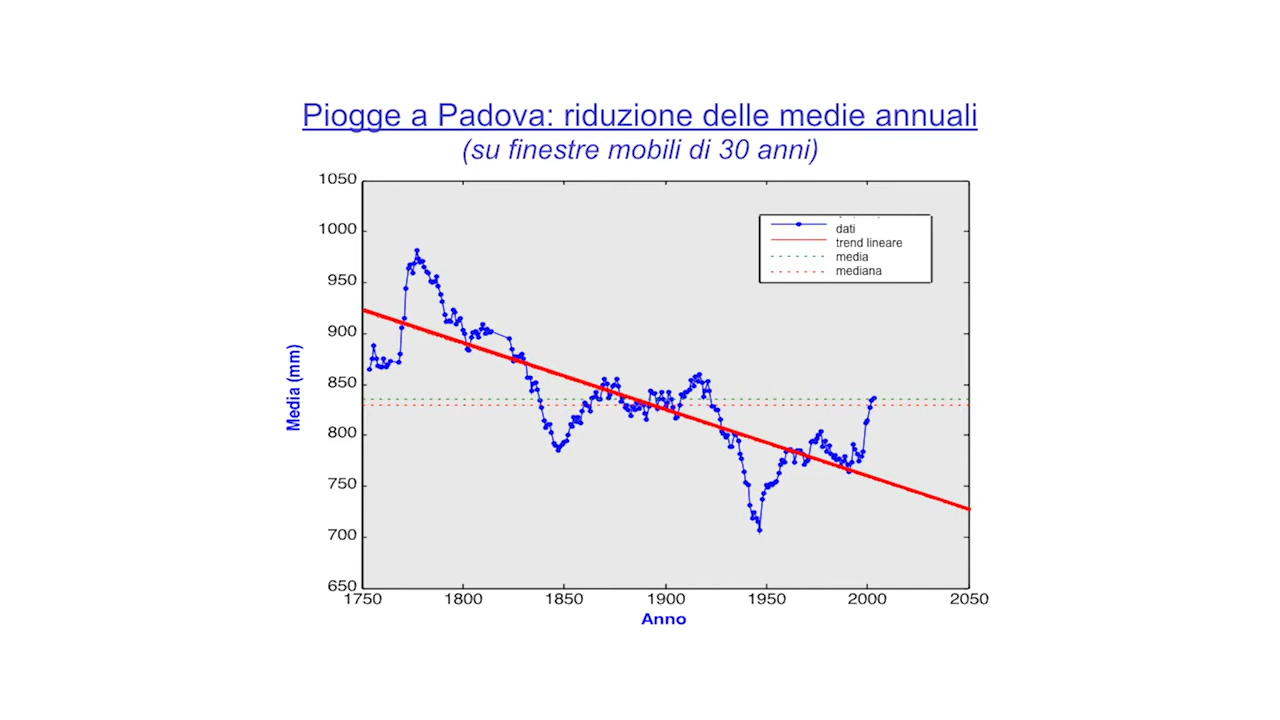 Piogge a Padova: riduzione delle medie annuali
(su finestre mobili di 30 anni)
1050
1000
950
900
850
800
750
700
650
Media (mm)
dati
trend lineare
media
mediana
1750 1800 1850 1900 1950 2000 2050
Anno